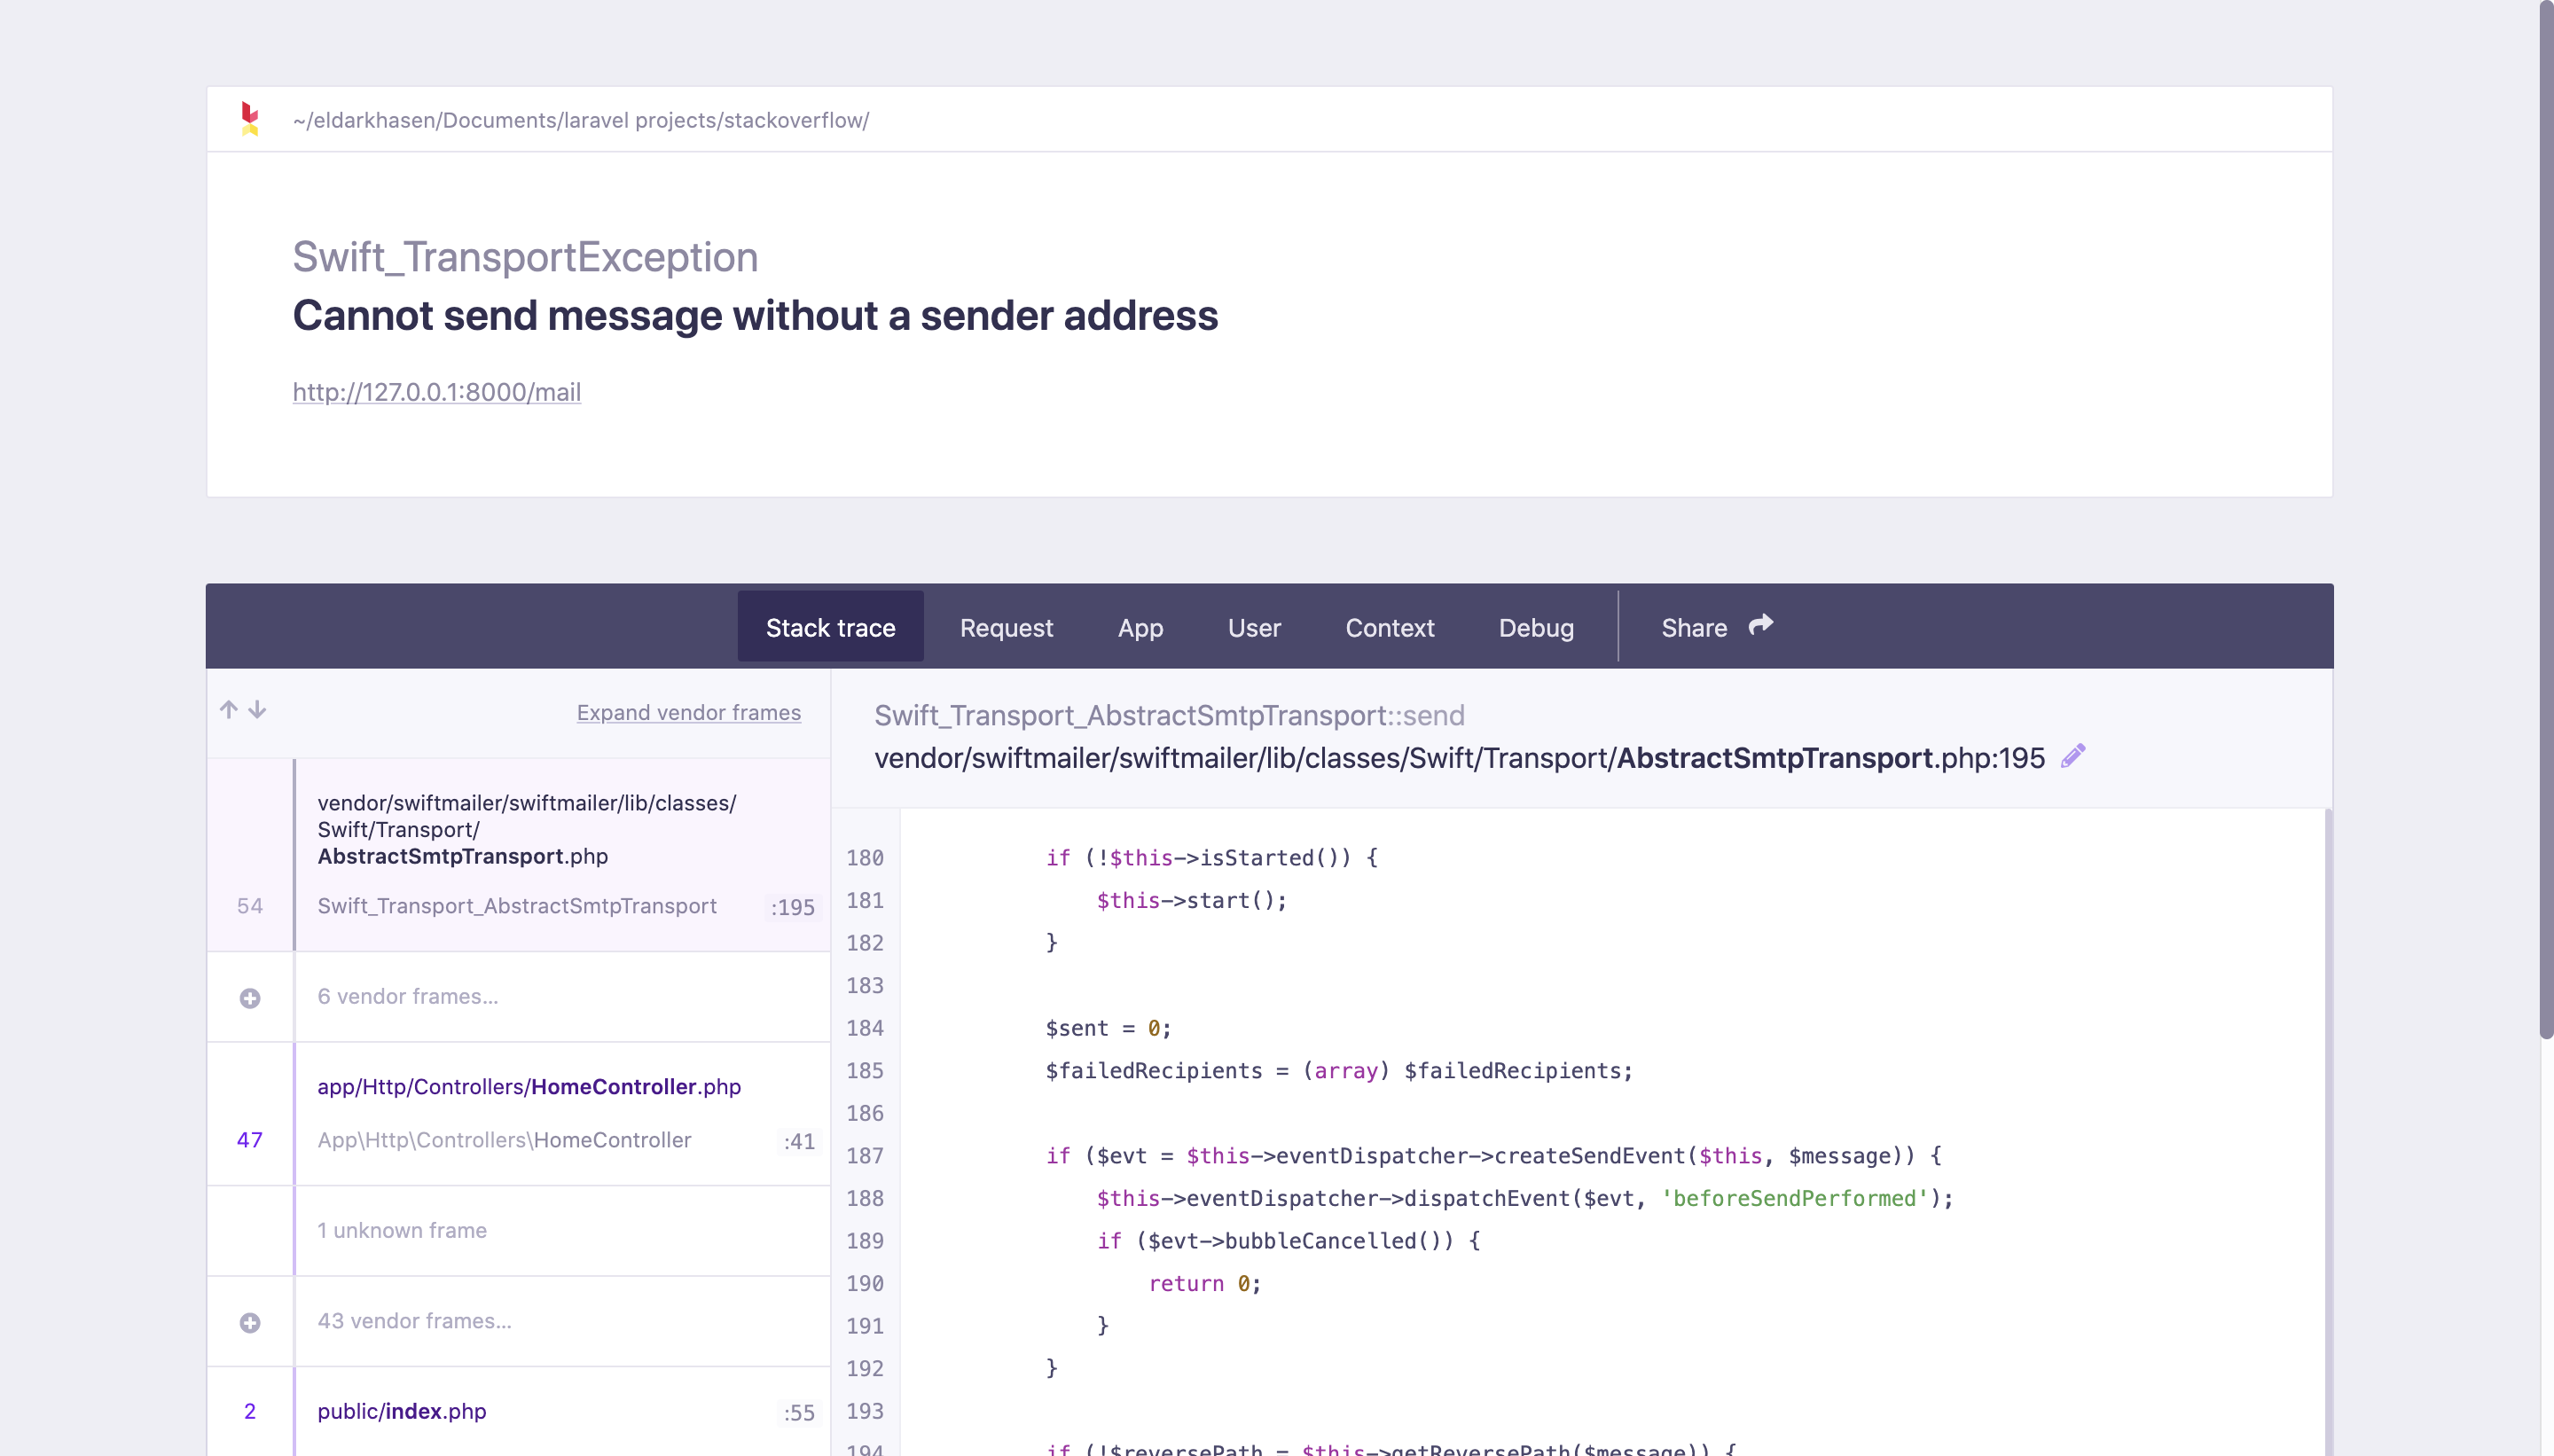 ~/eldarkhasen/Documents/laravel projects/stackoverflow/
Swift_TransportException
Cannot send message without a sender address
http://127.0.0.1:8000/mail
Stack trace
Request
App
User
Context
Debug
Share
Expand vendor frames
vendor/swiftmailer/swiftmailer/lib/classes/
Swift/Transport/
AbstractSmtpTransport.php
54 Swift_Transport_AbstractSmtpTransport :195
6 vendor frames...
app/Http/Controllers/HomeController.php
47 App\Http\Controllers\HomeController :41
1 unknown frame
43 vendor frames...
2 public/index.php :55
Swift_Transport_AbstractSmtpTransport::send
vendor/swiftmailer/swiftmailer/lib/classes/Swift/Transport/AbstractSmtpTransport.php:195
180 if (!$this->isStarted()) {
181 $this->start();
182 }
183
184 $sent = 0;
185 $failedRecipients = (array) $failedRecipients;
186
187 if ($evt = $this->eventDispatcher->createSendEvent($this, $message)) {
188 $this->eventDispatcher->dispatchEvent($evt, 'beforeSendPerformed');
189 if ($evt->bubbleCancelled()) {
190 return 0;
191 }
192 }
193
194 if (!$reversePath = $this->getReversePath($message)) {